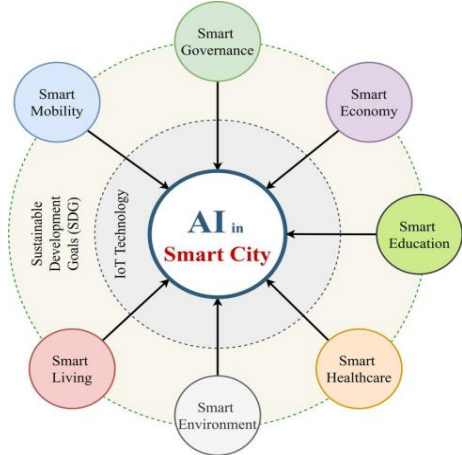 Smart
Governance
Smart
Mobility
Smart
Economy
Sustainable
Development
Goals (SDG)
IoT Technology
AI in
Smart City
Smart
Education
Smart
Living
Smart
Healthcare
Smart
Environment